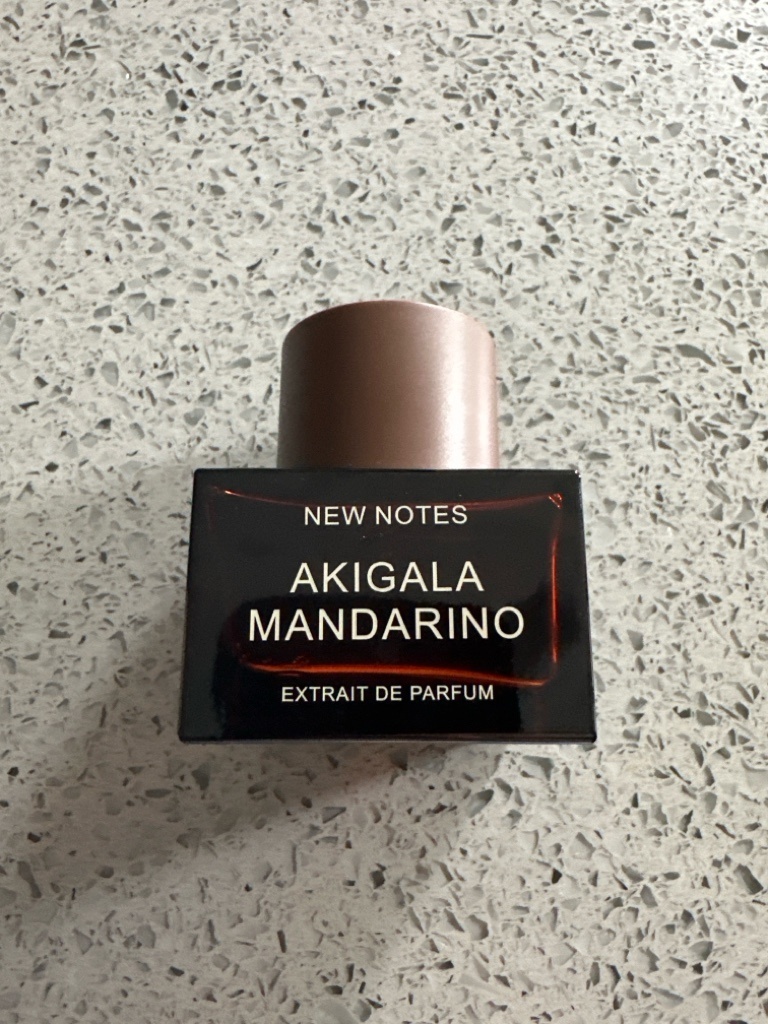 NEW NOTES
AKIGALA
MANDARINO
EXTRAIT DE PARFUM